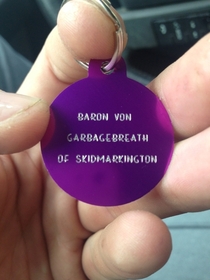 BARON VON
GARBAGEBREATH
OF SKIDMARKINGTON